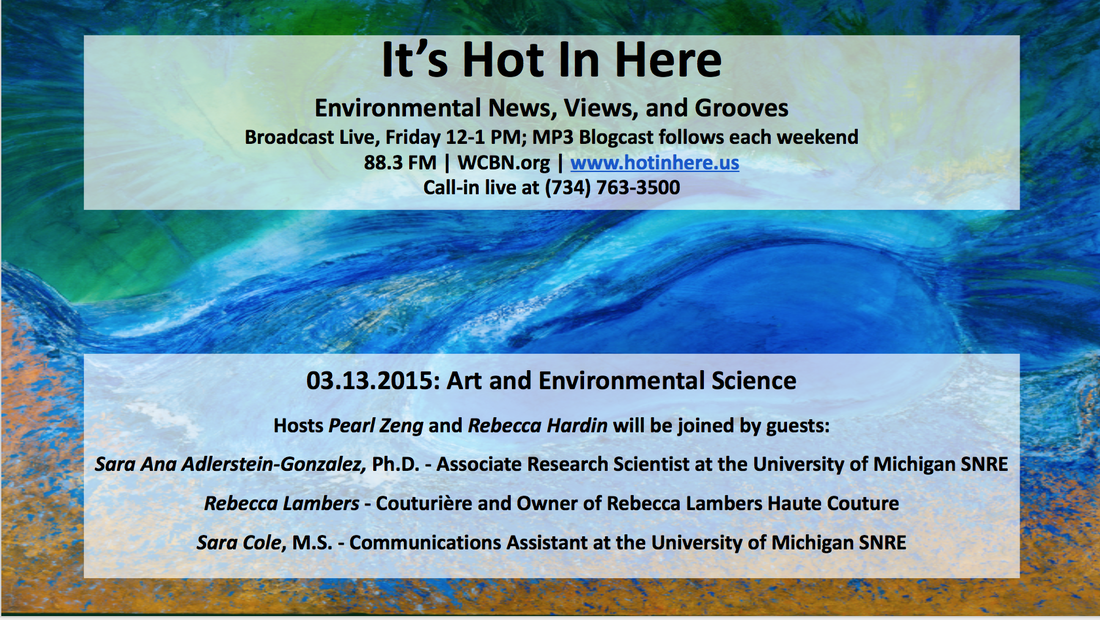 It’s Hot In Here
Environmental News, Views, and Grooves
Broadcast Live, Friday 12-1 PM; MP3 Blogcast follows each weekend
88.3 FM | WCBN.org | www.hotinhere.us
Call-in live at (734) 763-3500
03.13.2015: Art and Environmental Science
Hosts Pearl Zeng and Rebecca Hardin will be joined by guests:
Sara Ana Adlerstein-Gonzalez, Ph.D. - Associate Research Scientist at the University of Michigan SNRE
Rebecca Lambers - Couturière and Owner of Rebecca Lambers Haute Couture
Sara Cole, M.S. - Communications Assistant at the University of Michigan SNRE